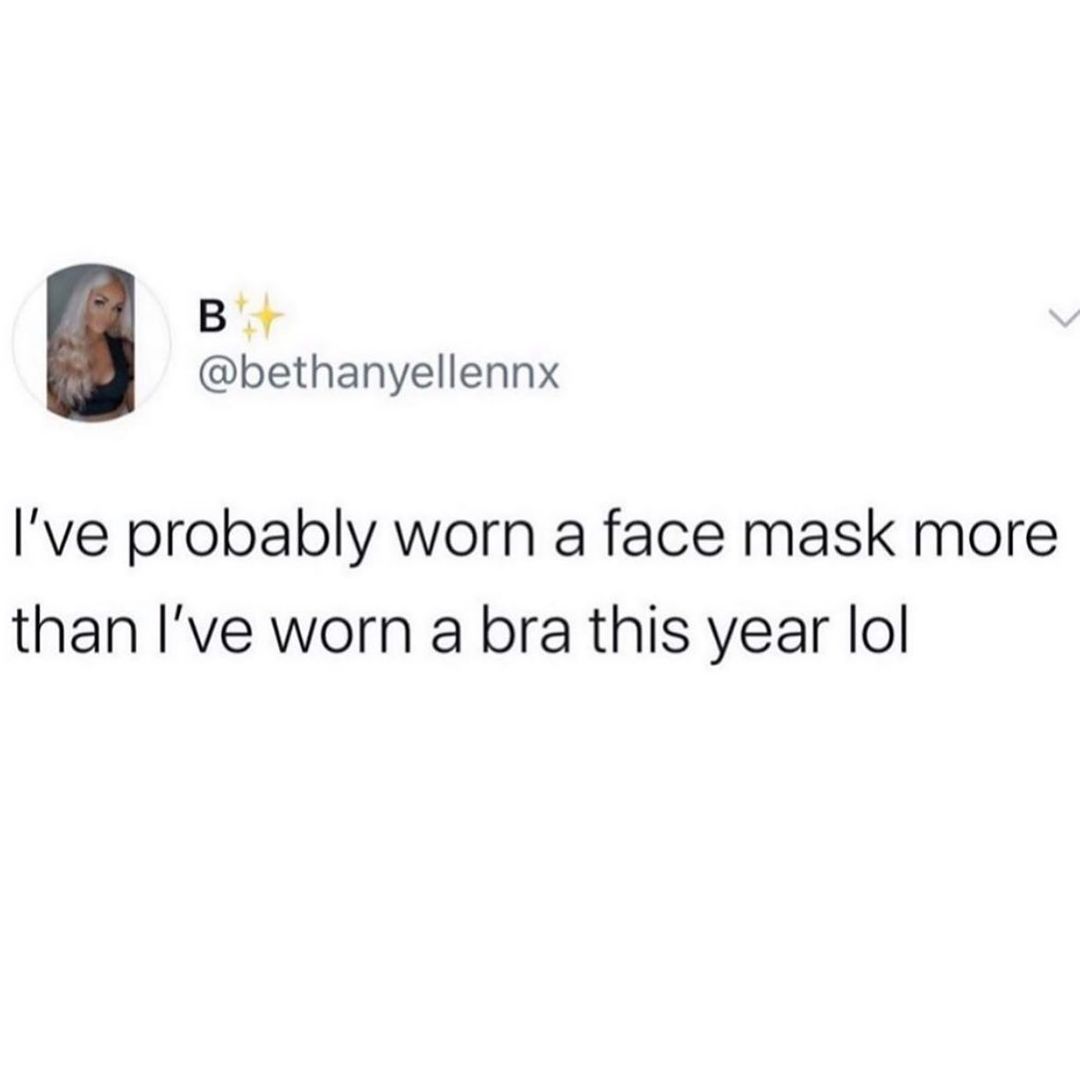 B✨
@bethanyellennx
I've probably worn a face mask more
than I've worn a bra this year lol